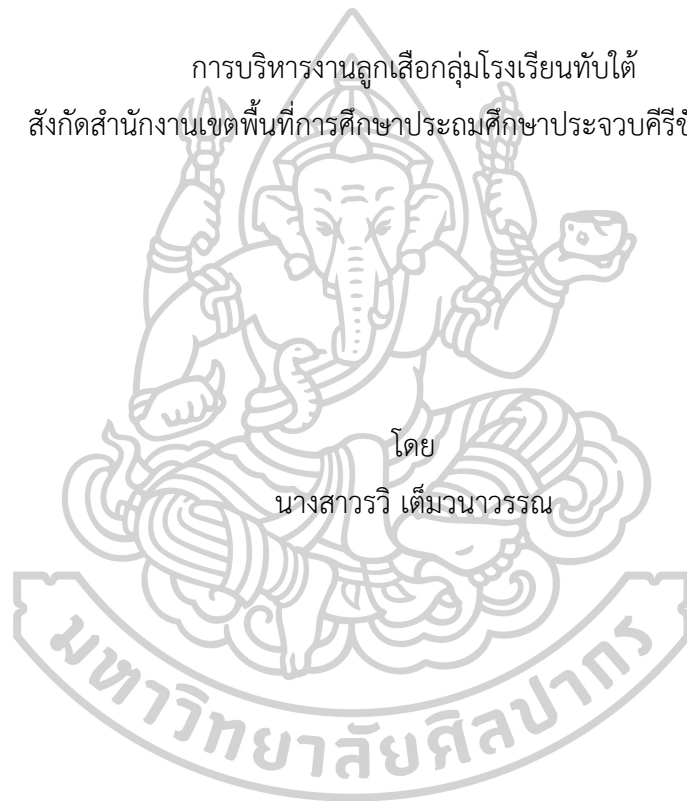 การบริหารงานลูกเสือกลุ่มโรงเรียนทับใต้
สังกัดสำนักงานเขตพื้นที่การศึกษาประถมศึกษาประจวบคีรี
โดย
นางสาวรวิ เต็มวนาวรรณ
มหาวิทยาลัยศิลปากร